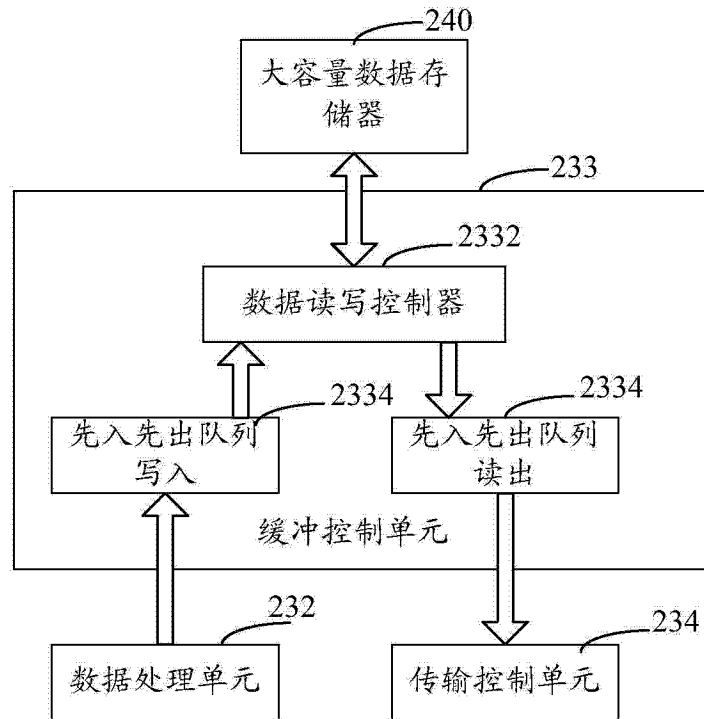 240
大容量数据存
储器
233
2332
数据读写控制器
2334
先入先出队列
写入
2334
先入先出队列
读出
缓冲控制单元
232
数据处理单元
234
传输控制单元